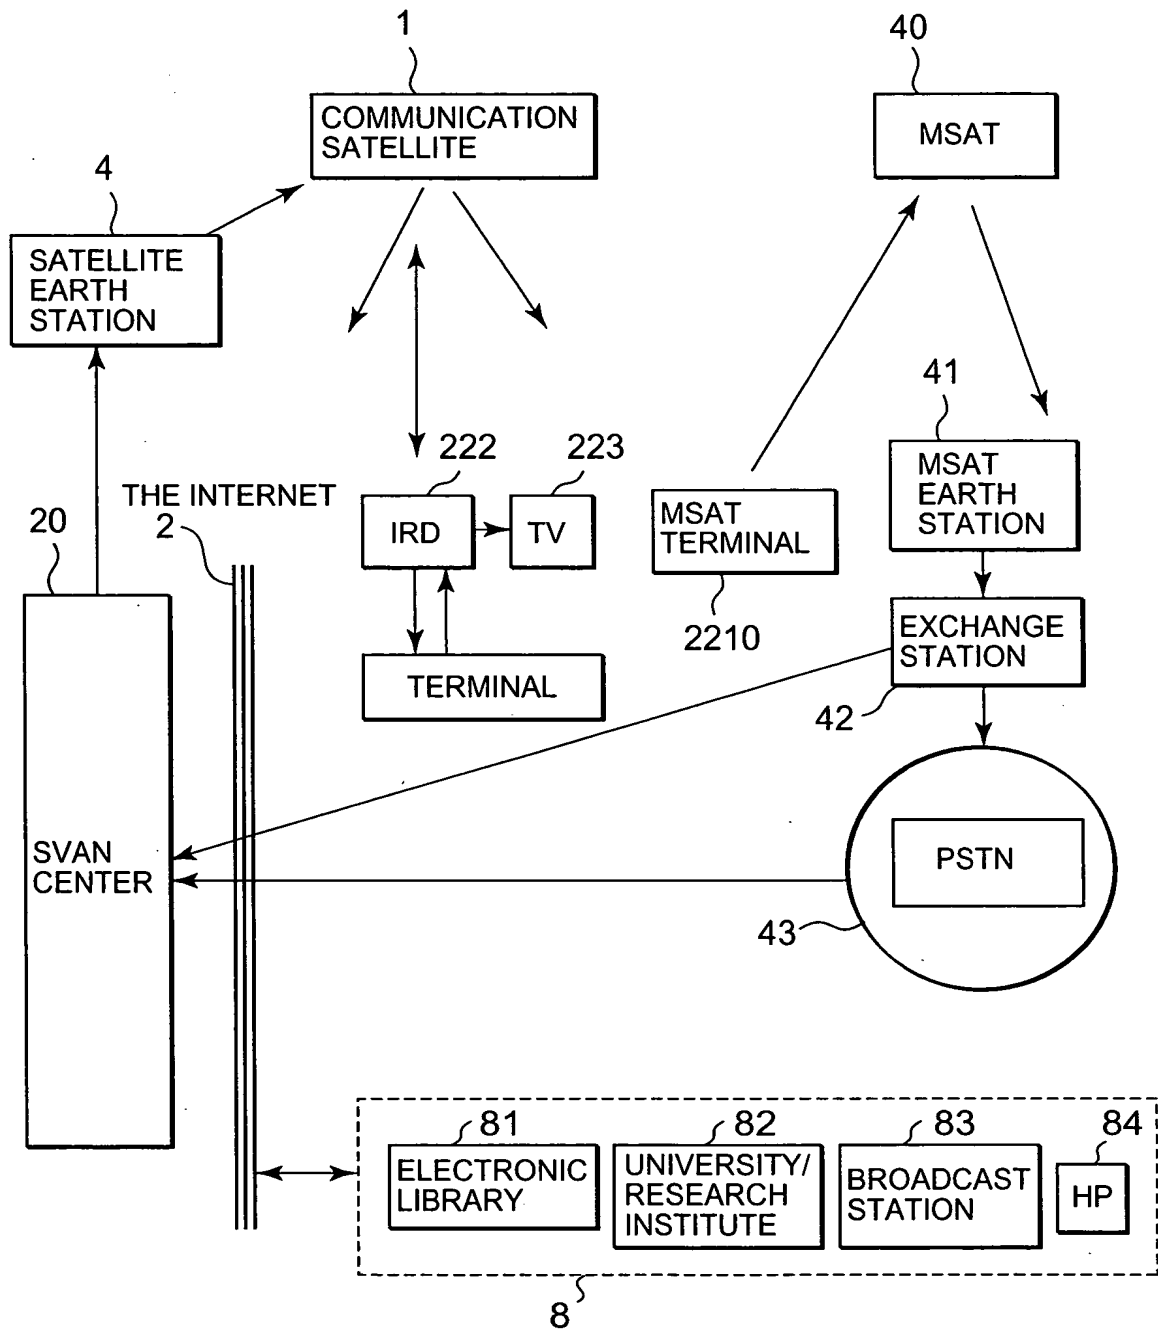 1
40
COMMUNICATION
SATELLITE
MSAT
4
SATELLITE
EARTH
STATION
41
222
223
MSAT
EARTH
STATION
THE INTERNET
2
20
IRD
TV
MSAT
TERMINAL
2210
EXCHANGE
STATION
TERMINAL
42
SVAN
CENTER
PSTN
43
81
82
83
84
ELECTRONIC
LIBRARY
UNIVERSITY/
RESEARCH
INSTITUTE
BROADCAST
STATION
HP
8